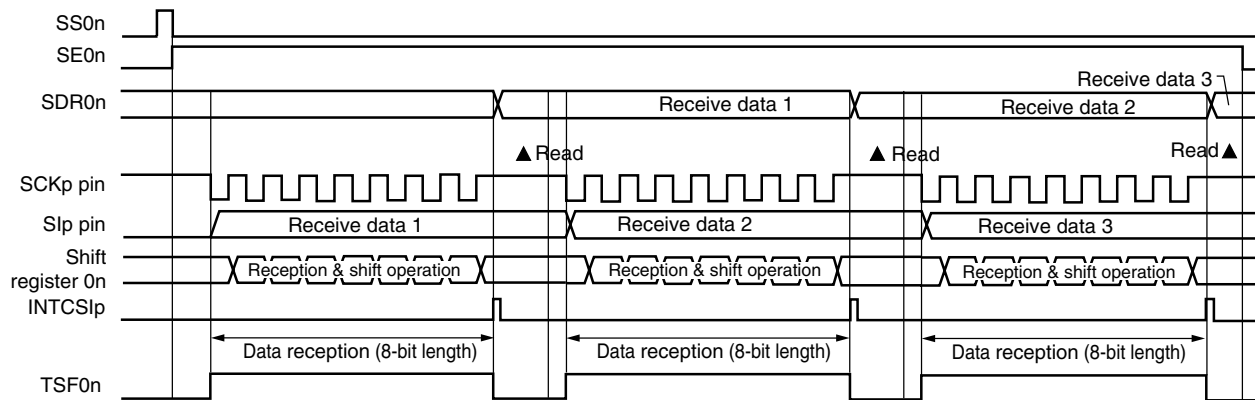 SS0n
SE0n
Receive data 3
SDR0n
Receive data 1
Receive data 2
▲ Read
▲ Read
Read ▲
SCKp pin
SIp pin
Receive data 1
Receive data 2
Receive data 3
Shift
register 0n
Reception & shift operation
Reception & shift operation
Reception & shift operation
INTCSIp
Data reception (8-bit length)
Data reception (8-bit length)
Data reception (8-bit length)
TSF0n